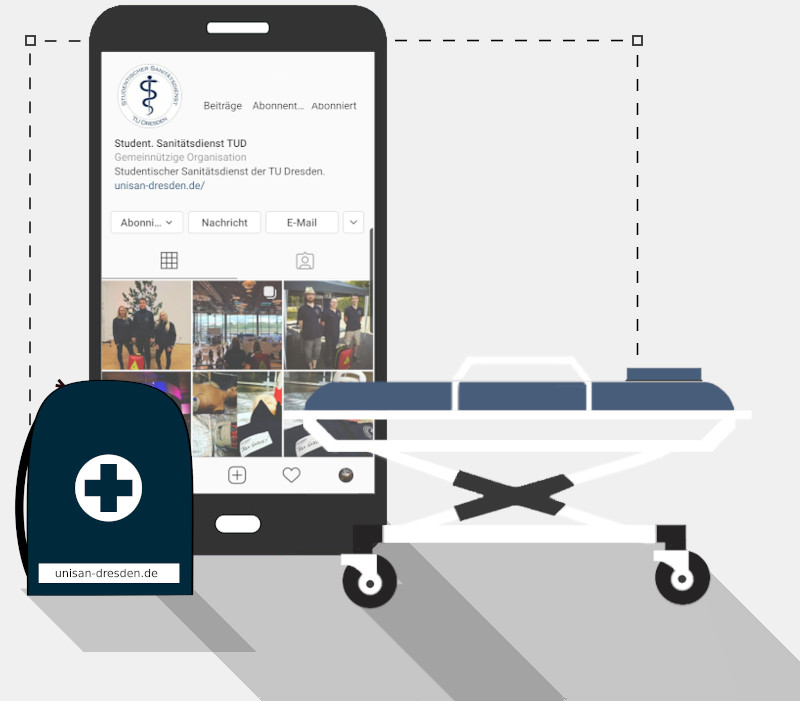 STUDENTISCHER SANITÄTSDIENST
TU DRESDEN
Beiträge Abonnent... Abonniert
Student. Sanitätsdienst TUD
Gemeinnützige Organisation
Studentischer Sanitätsdienst der TU Dresden.
unisan-dresden.de/
Abonni... Nachricht E-Mail
unisan-dresden.de